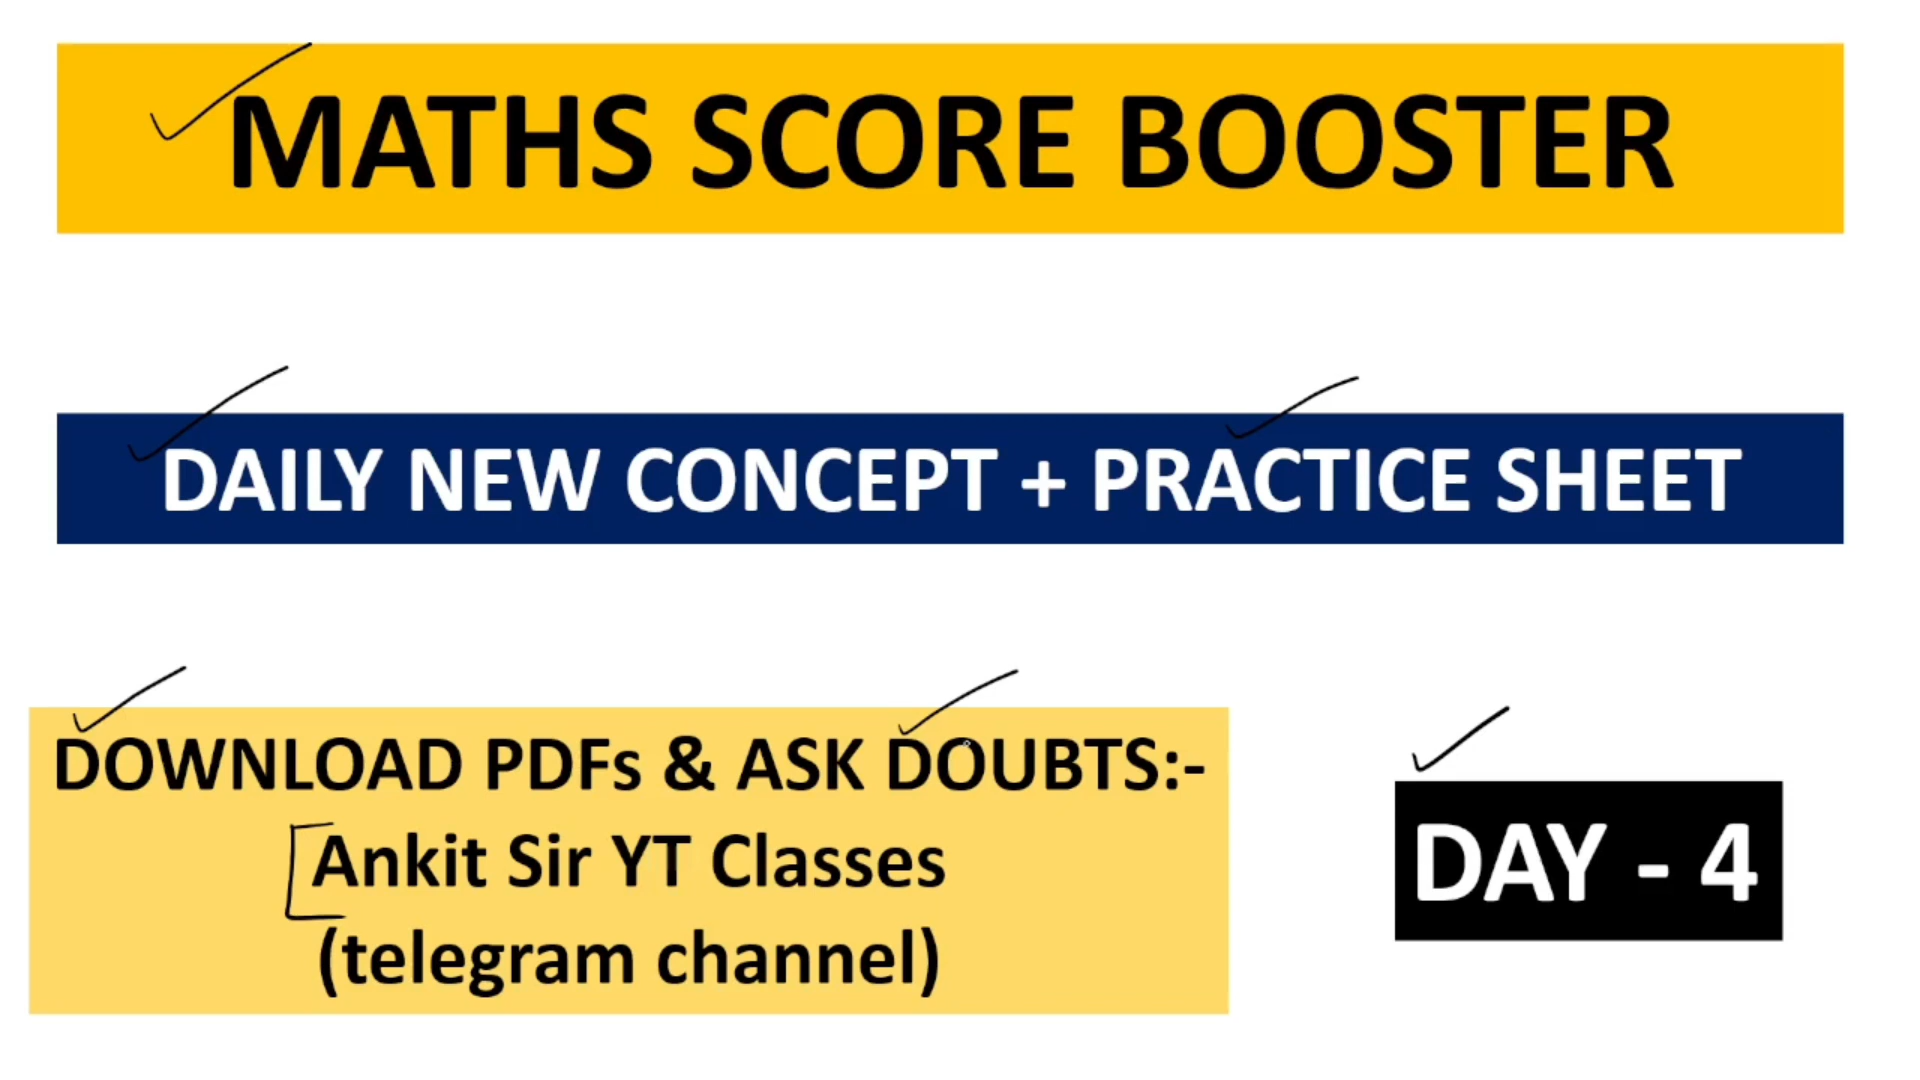 MATHS SCORE BOOSTER
DAILY NEW CONCEPT + PRACTICE SHEET
DOWNLOAD PDFs & ASK DOUBTS:-
Ankit Sir YT Classes
(telegram channel)
DAY - 4